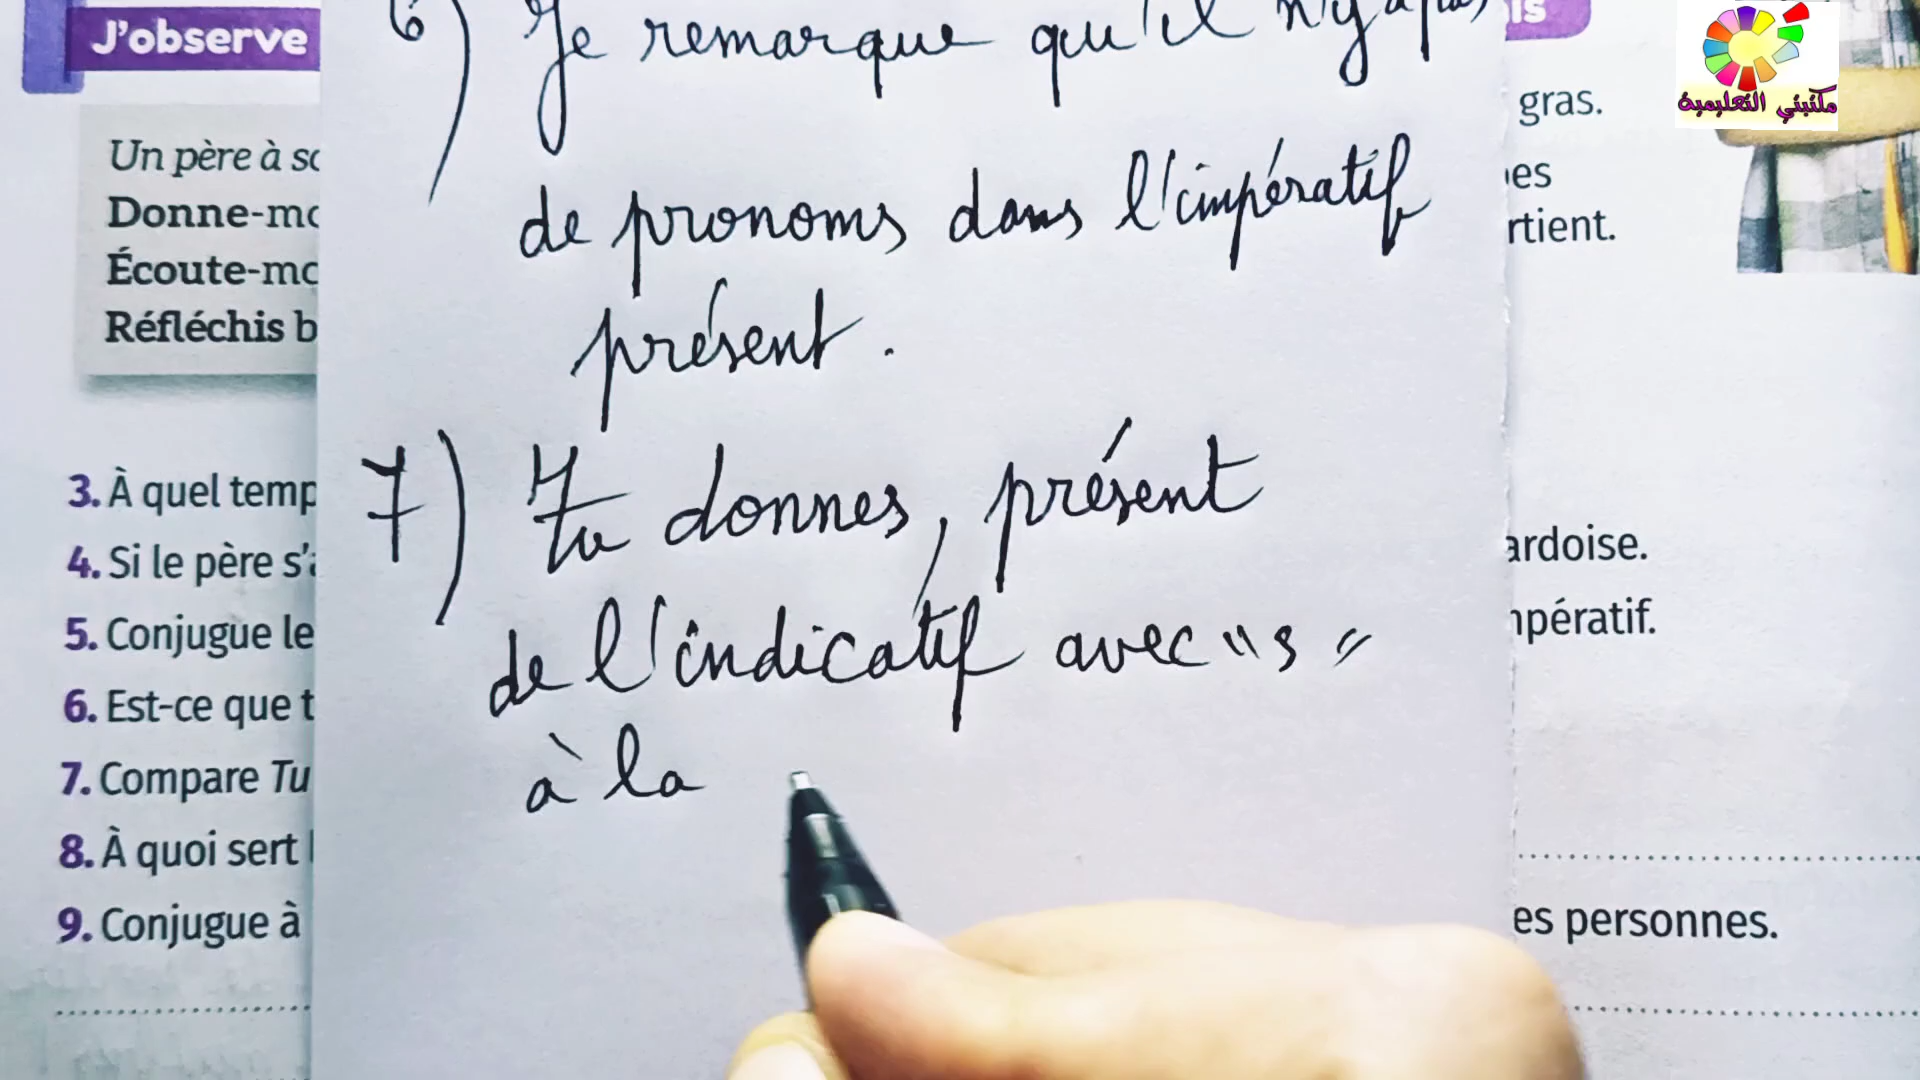 J'observe
is
مكتبتي التعليمية
Un père à so
Donne-mo
Écoute-mo
Réfléchis b
gras.
es
rtient.
6) Je remarque qu'il n'y a pas
de pronoms dans l'impératif
présent.
7) Tu donnes, présent
de l'indicatif avec "s"
à la
3. À quel temp
4. Si le père s'a
5. Conjugue le
6. Est-ce que t
7. Compare Tu
8. À quoi sert l
9. Conjugue à
ardoise.
npératif.
es personnes.